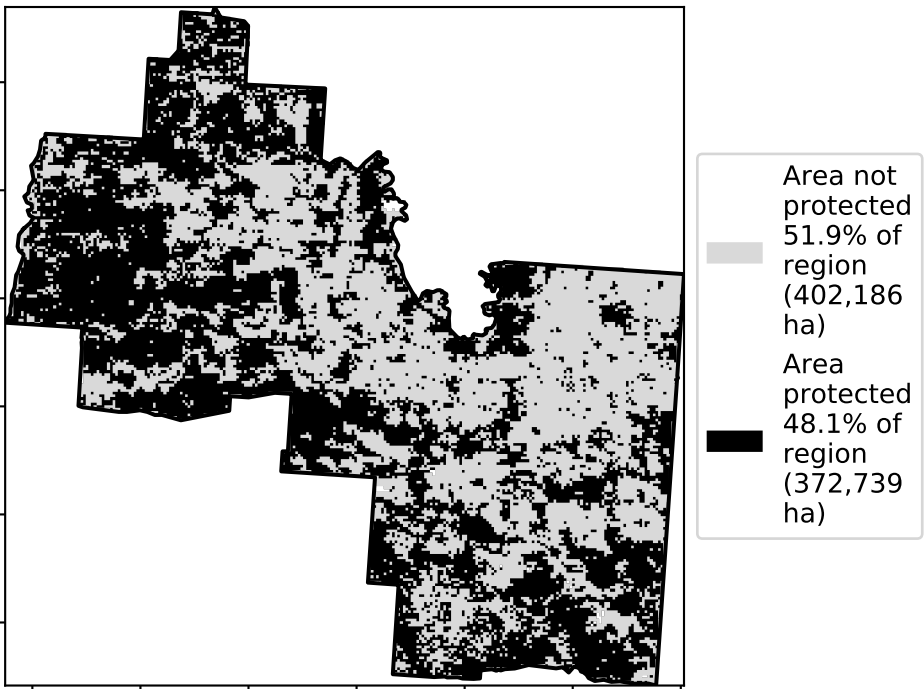 Area not
protected
51.9% of
region
(402,186
ha)
Area
protected
48.1% of
region
(372,739
ha)